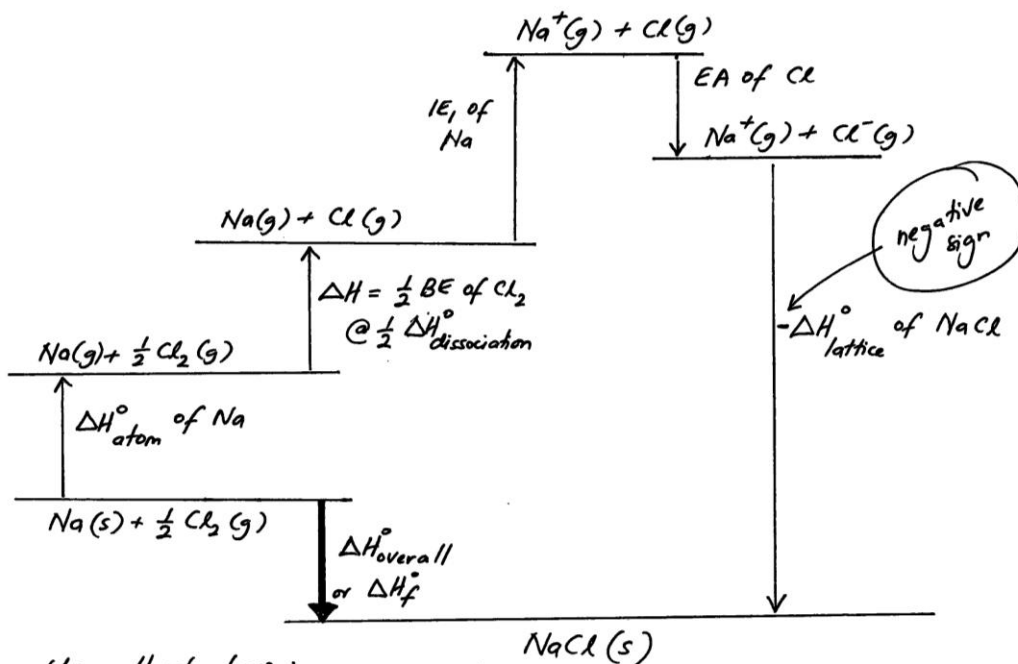 Na⁺(g) + Cl(g)
EA of Cl
IE₁ of
Na
Na⁺(g) + Cl⁻(g)
negative
sign
Na(g) + Cl(g)
ΔH = ½ BE of Cl₂
@ ½ ΔH°dissociation
-ΔH°lattice of NaCl
Na(g) + ½ Cl₂(g)
ΔH°atom of Na
Na(s) + ½ Cl₂(g)
ΔH°overall
or ΔH°f
NaCl(s)